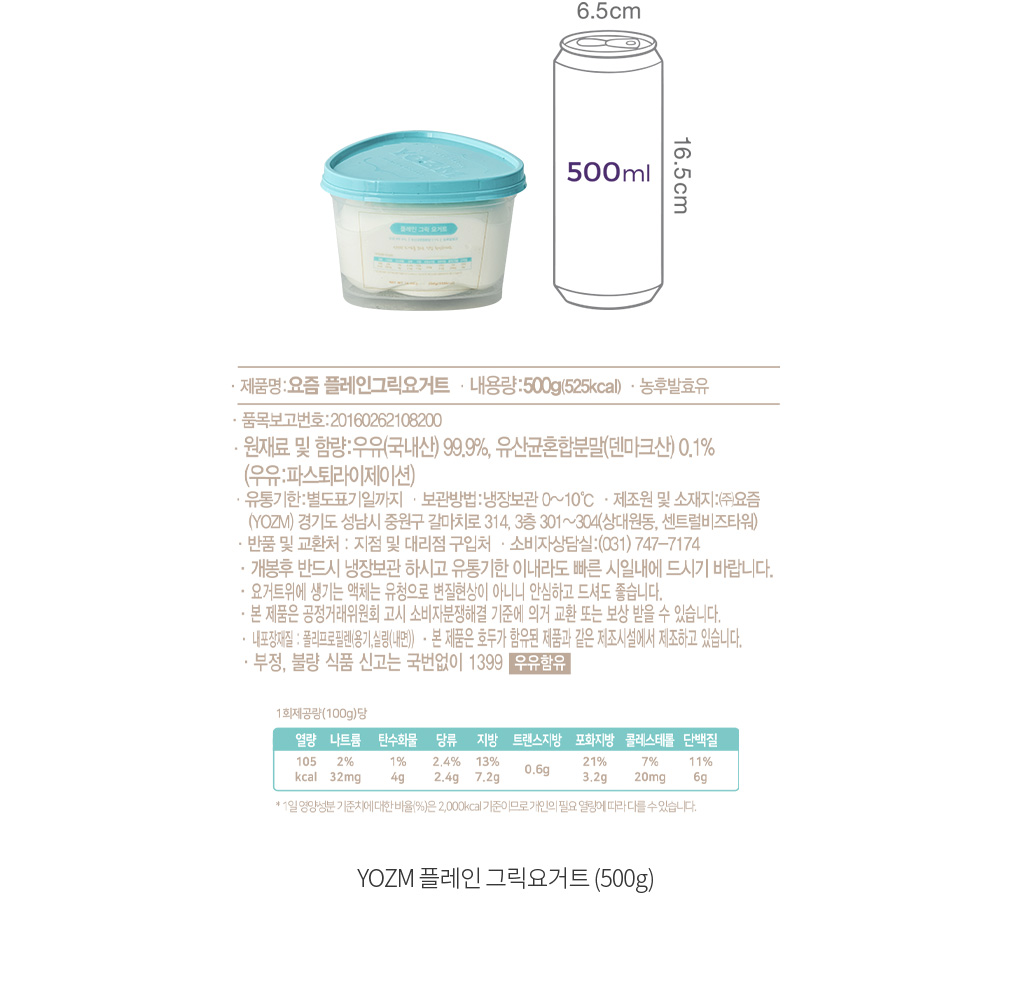 6.5cm
16.5cm
500ml
YOZM
플레인 그릭 요거트
· 제품명:요즘 플레인그릭요거트 · 내용량:500g(525kcal) · 농후발효유
· 품목보고번호:20160262108200
· 원재료 및 함량:우유(국내산) 99.9%, 유산균혼합분말(덴마크산) 0.1%
(우유:파스퇴라이제이션)
· 유통기한:별도표기일까지 · 보관방법:냉장보관 0~10℃ · 제조원 및 소재지:㈜요즘
(YOZM) 경기도 성남시 중원구 갈마치로 314, 3층 301~304(상대원동, 센트럴비즈타워)
· 반품 및 교환처 : 지점 및 대리점 구입처 · 소비자상담실:(031) 747-7174
· 개봉후 반드시 냉장보관 하시고 유통기한 이내라도 빠른 시일내에 드시기 바랍니다.
· 요거트위에 생기는 액체는 유청으로 변질현상이 아니니 안심하고 드셔도 좋습니다.
· 본 제품은 공정거래위원회 고시 소비자분쟁해결 기준에 의거 교환 또는 보상 받을 수 있습니다.
· 내포장재질 : 폴리프로필렌(용기,실링(내면)) · 본 제품은 호두가 함유된 제품과 같은 제조시설에서 제조하고 있습니다.
· 부정, 불량 식품 신고는 국번없이 1399 우유함유
1회제공량(100g)당
열량 나트륨 탄수화물 당류 지방 트랜스지방 포화지방 콜레스테롤 단백질
105 2% 1% 2.4% 13% 0.6g 21% 7% 11%
kcal 32mg 4g 2.4g 7.2g 3.2g 20mg 6g
* 1일 영양성분 기준치에 대한 비율(%)은 2,000kcal 기준이므로 개인의 필요 열량에 따라 다를 수 있습니다.
YOZM 플레인 그릭요거트 (500g)